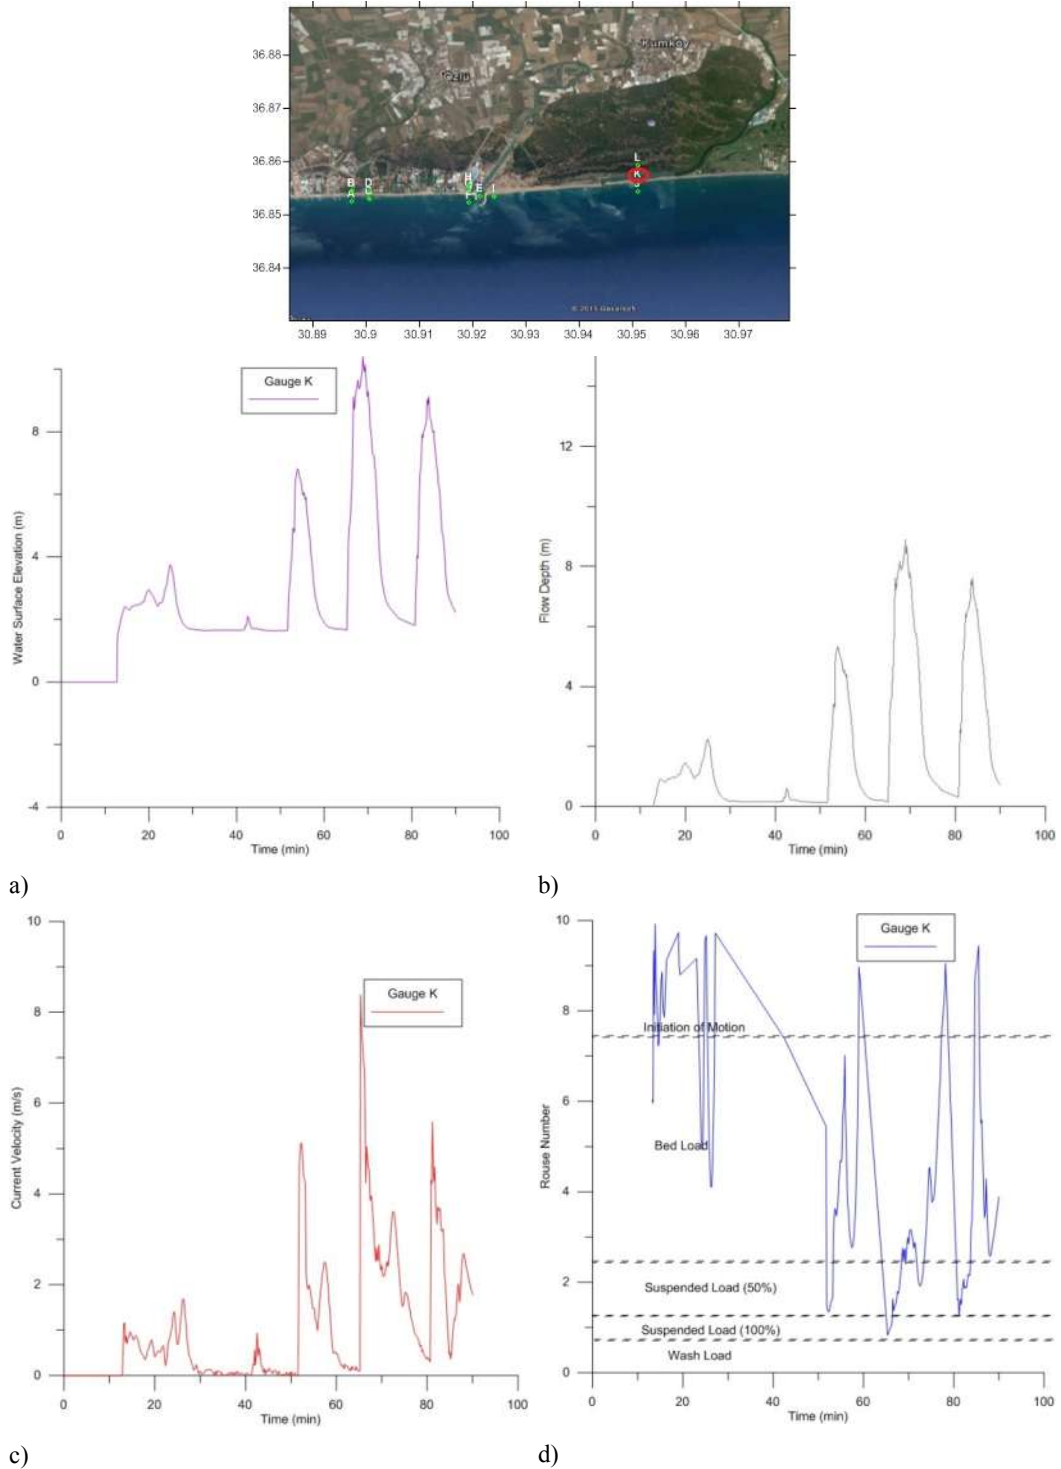 36.88
Kumköy
36.87
36.86
L
K
B D
H
E I
A
36.85
36.84
30.89 30.9 30.91 30.92 30.93 30.94 30.95 30.96 30.97
Gauge K
8
4
0
-4
Water Surface Elevation (m)
0 20 40 60 80 100
Time (min)
12
8
4
0
Flow Depth (m)
0 20 40 60 80 100
Time (min)
a)
b)
10
8
6
4
2
0
Current Velocity (m/s)
Gauge K
0 20 40 60 80 100
Time (min)
10
8
6
4
2
0
Rouse Number
Gauge K
Initiation of Motion
Bed Load
Suspended Load (50%)
Suspended Load (100%)
Wash Load
0 20 40 60 80 100
Time (min)
c)
d)